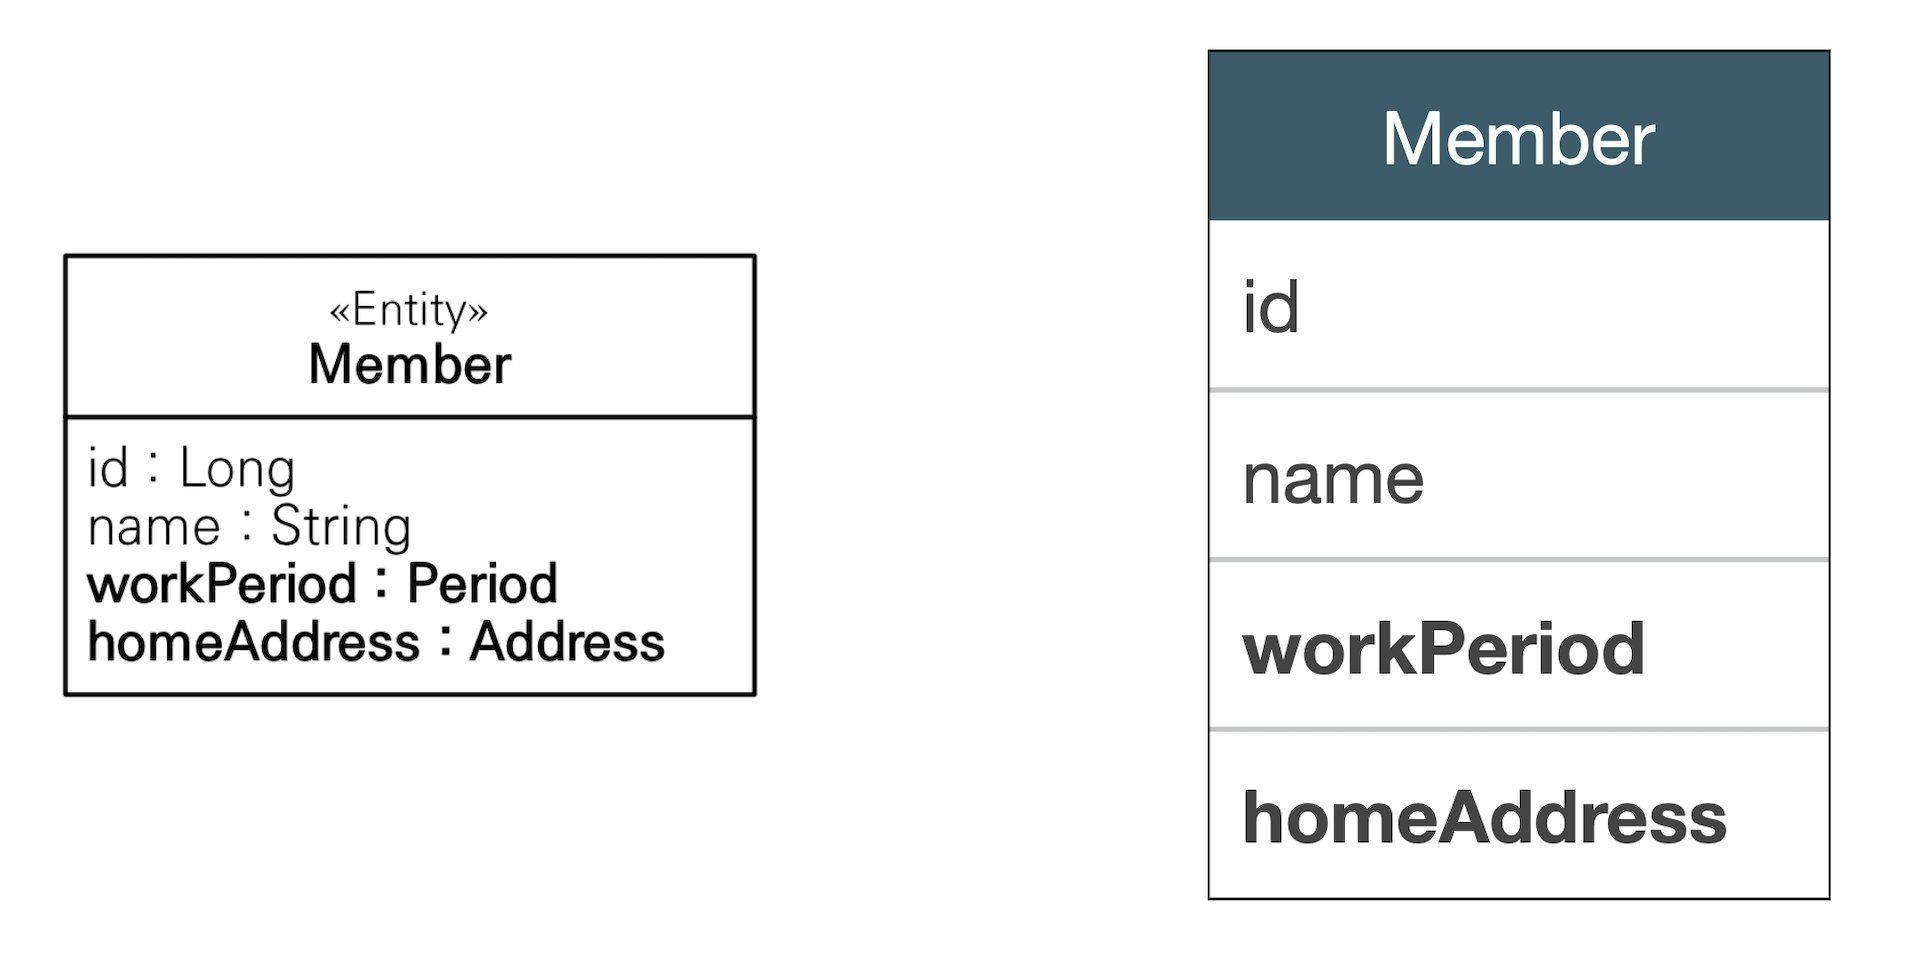 «Entity»
Member
id : Long
name : String
workPeriod : Period
homeAddress : Address
Member
id
name
workPeriod
homeAddress